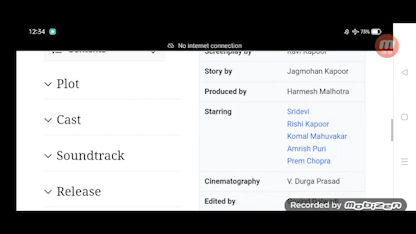 12:34
73%
No internet connection
Contents
Screenplay by Ravi Kapoor
Plot
Story by Jagmohan Kapoor
Produced by Harmesh Malhotra
Cast
Starring Sridevi
Rishi Kapoor
Komal Mahuvakar
Amrish Puri
Prem Chopra
Soundtrack
Release
Cinematography V. Durga Prasad
Edited by
Recorded by mobizen